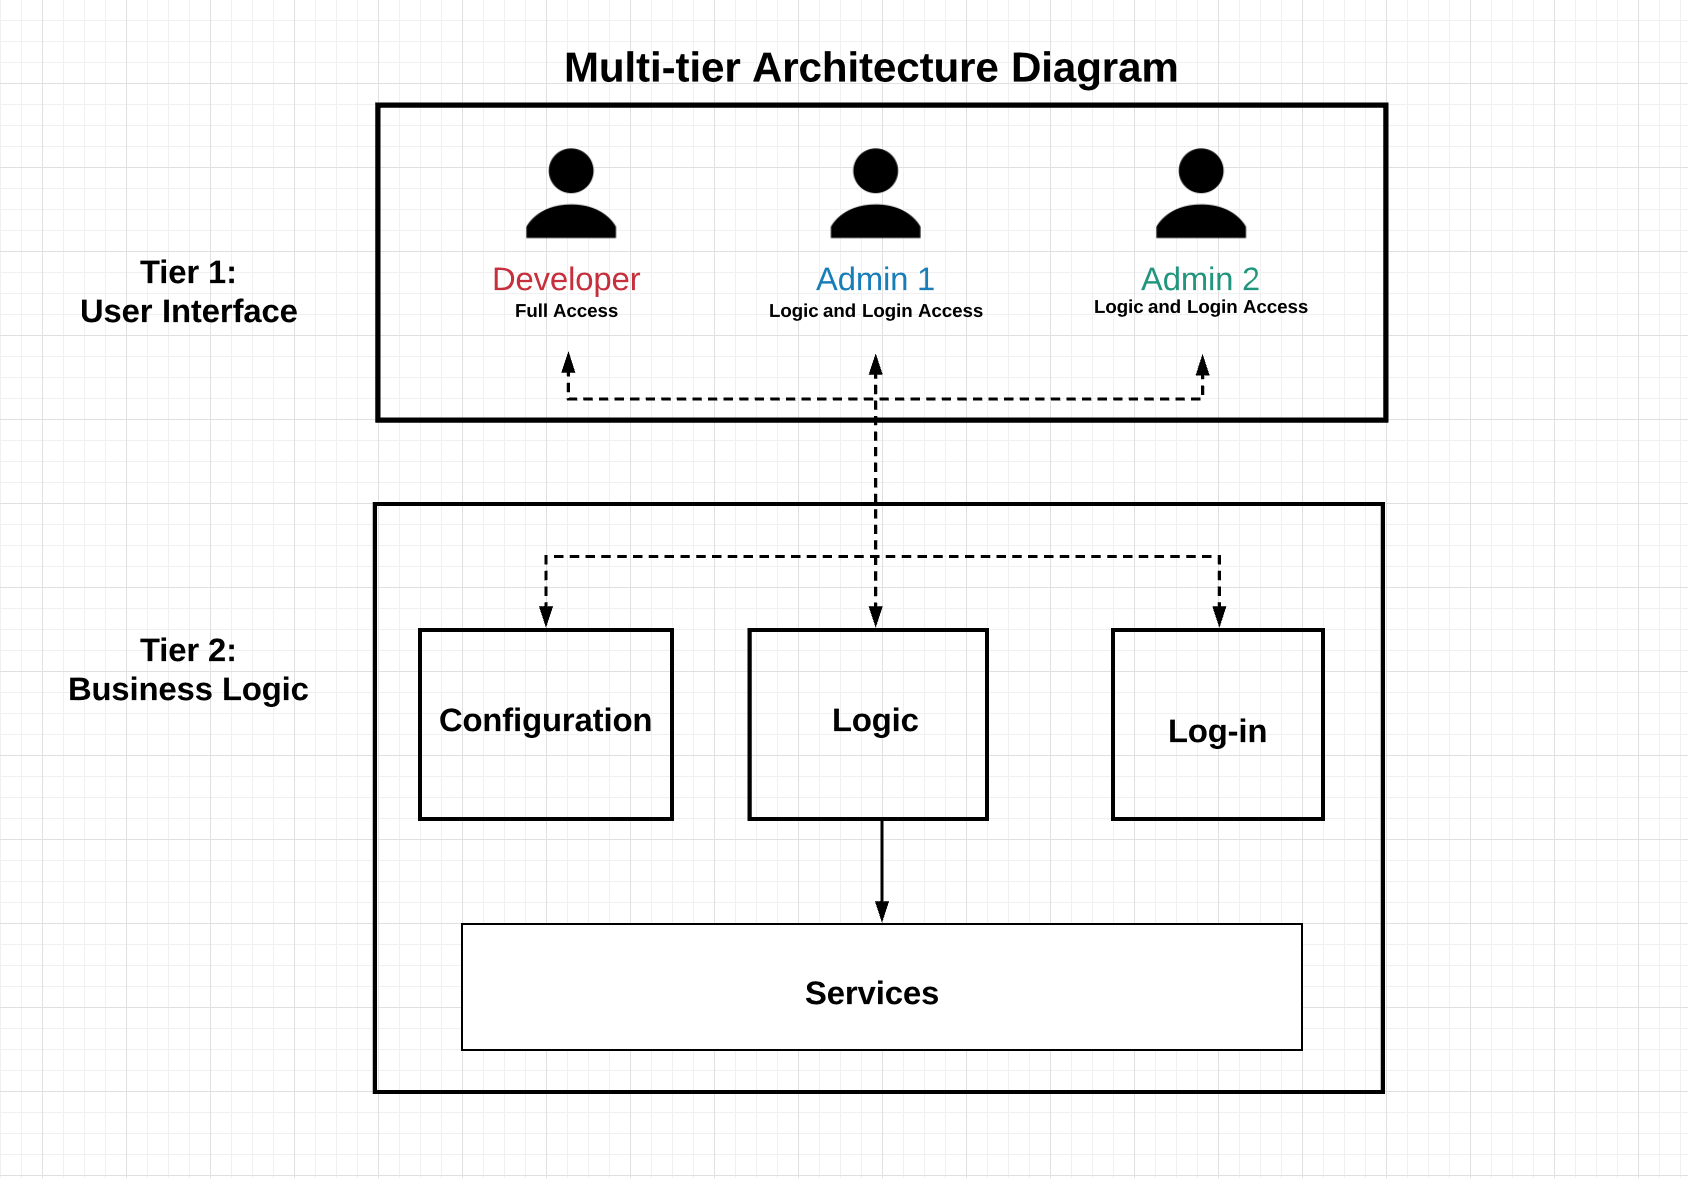 Multi-tier Architecture Diagram
Tier 1:
User Interface
Developer
Full Access
Admin 1
Logic and Login Access
Admin 2
Logic and Login Access
Tier 2:
Business Logic
Configuration
Logic
Log-in
Services